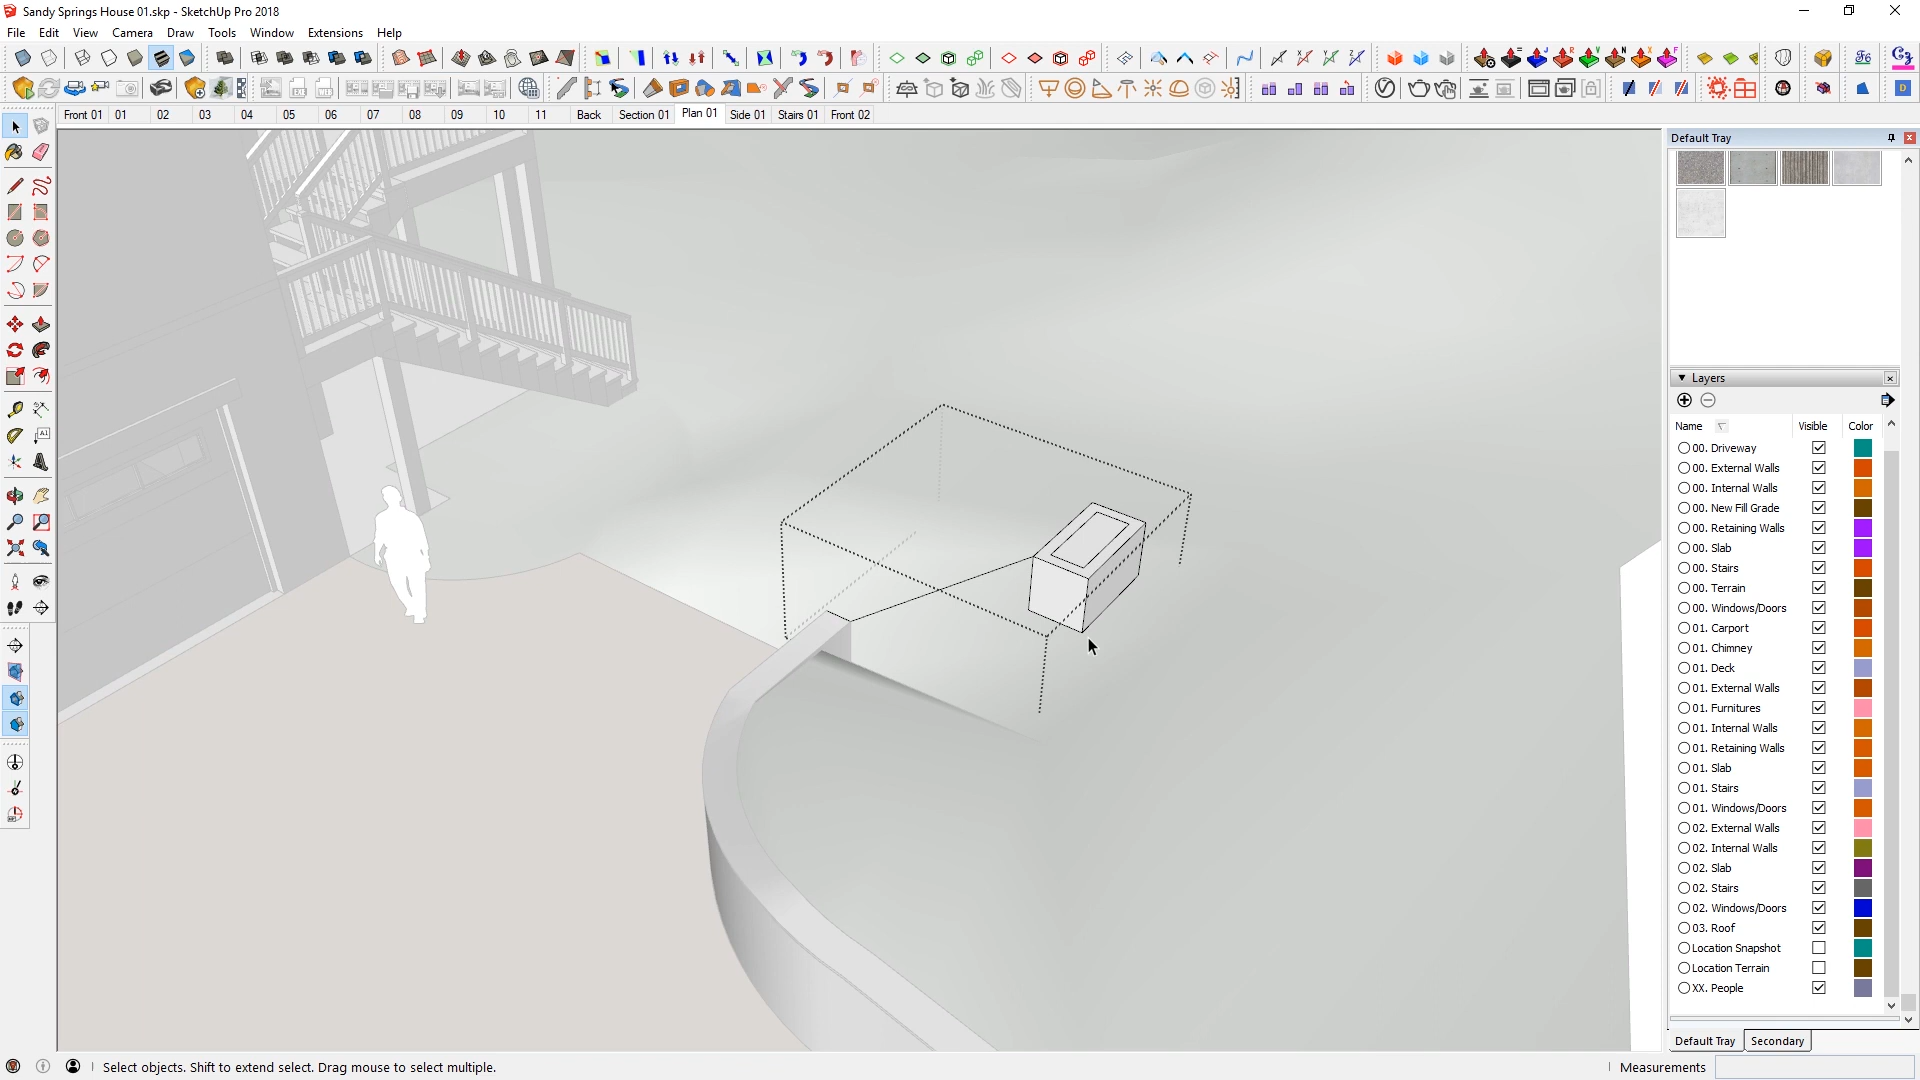 Sandy Springs House 01.skp - SketchUp Pro 2018
File Edit View Camera Draw Tools Window Extensions Help
Front 01 01 02 03 04 05 06 07 08 09 10 11 Back Section 01 Plan 01 Side 01 Stairs 01 Front 02
Default Tray
Layers
Name Visible Color
00. Driveway
00. External Walls
00. Internal Walls
00. New Fill Grade
00. Retaining Walls
00. Slab
00. Stairs
00. Terrain
00. Windows/Doors
01. Carport
01. Chimney
01. Deck
01. External Walls
01. Furnitures
01. Internal Walls
01. Retaining Walls
01. Slab
01. Stairs
01. Windows/Doors
02. External Walls
02. Internal Walls
02. Slab
02. Stairs
02. Windows/Doors
03. Roof
Location Snapshot
Location Terrain
XX. People
Default Tray Secondary
Select objects. Shift to extend select. Drag mouse to select multiple.
Measurements